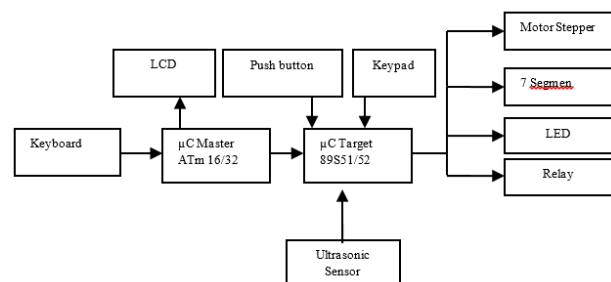 Motor Stepper
LCD
Push button
Keypad
7 Segmen
Keyboard
µC Master
ATm 16/32
µC Target
89S51/52
LED
Relay
Ultrasonic
Sensor